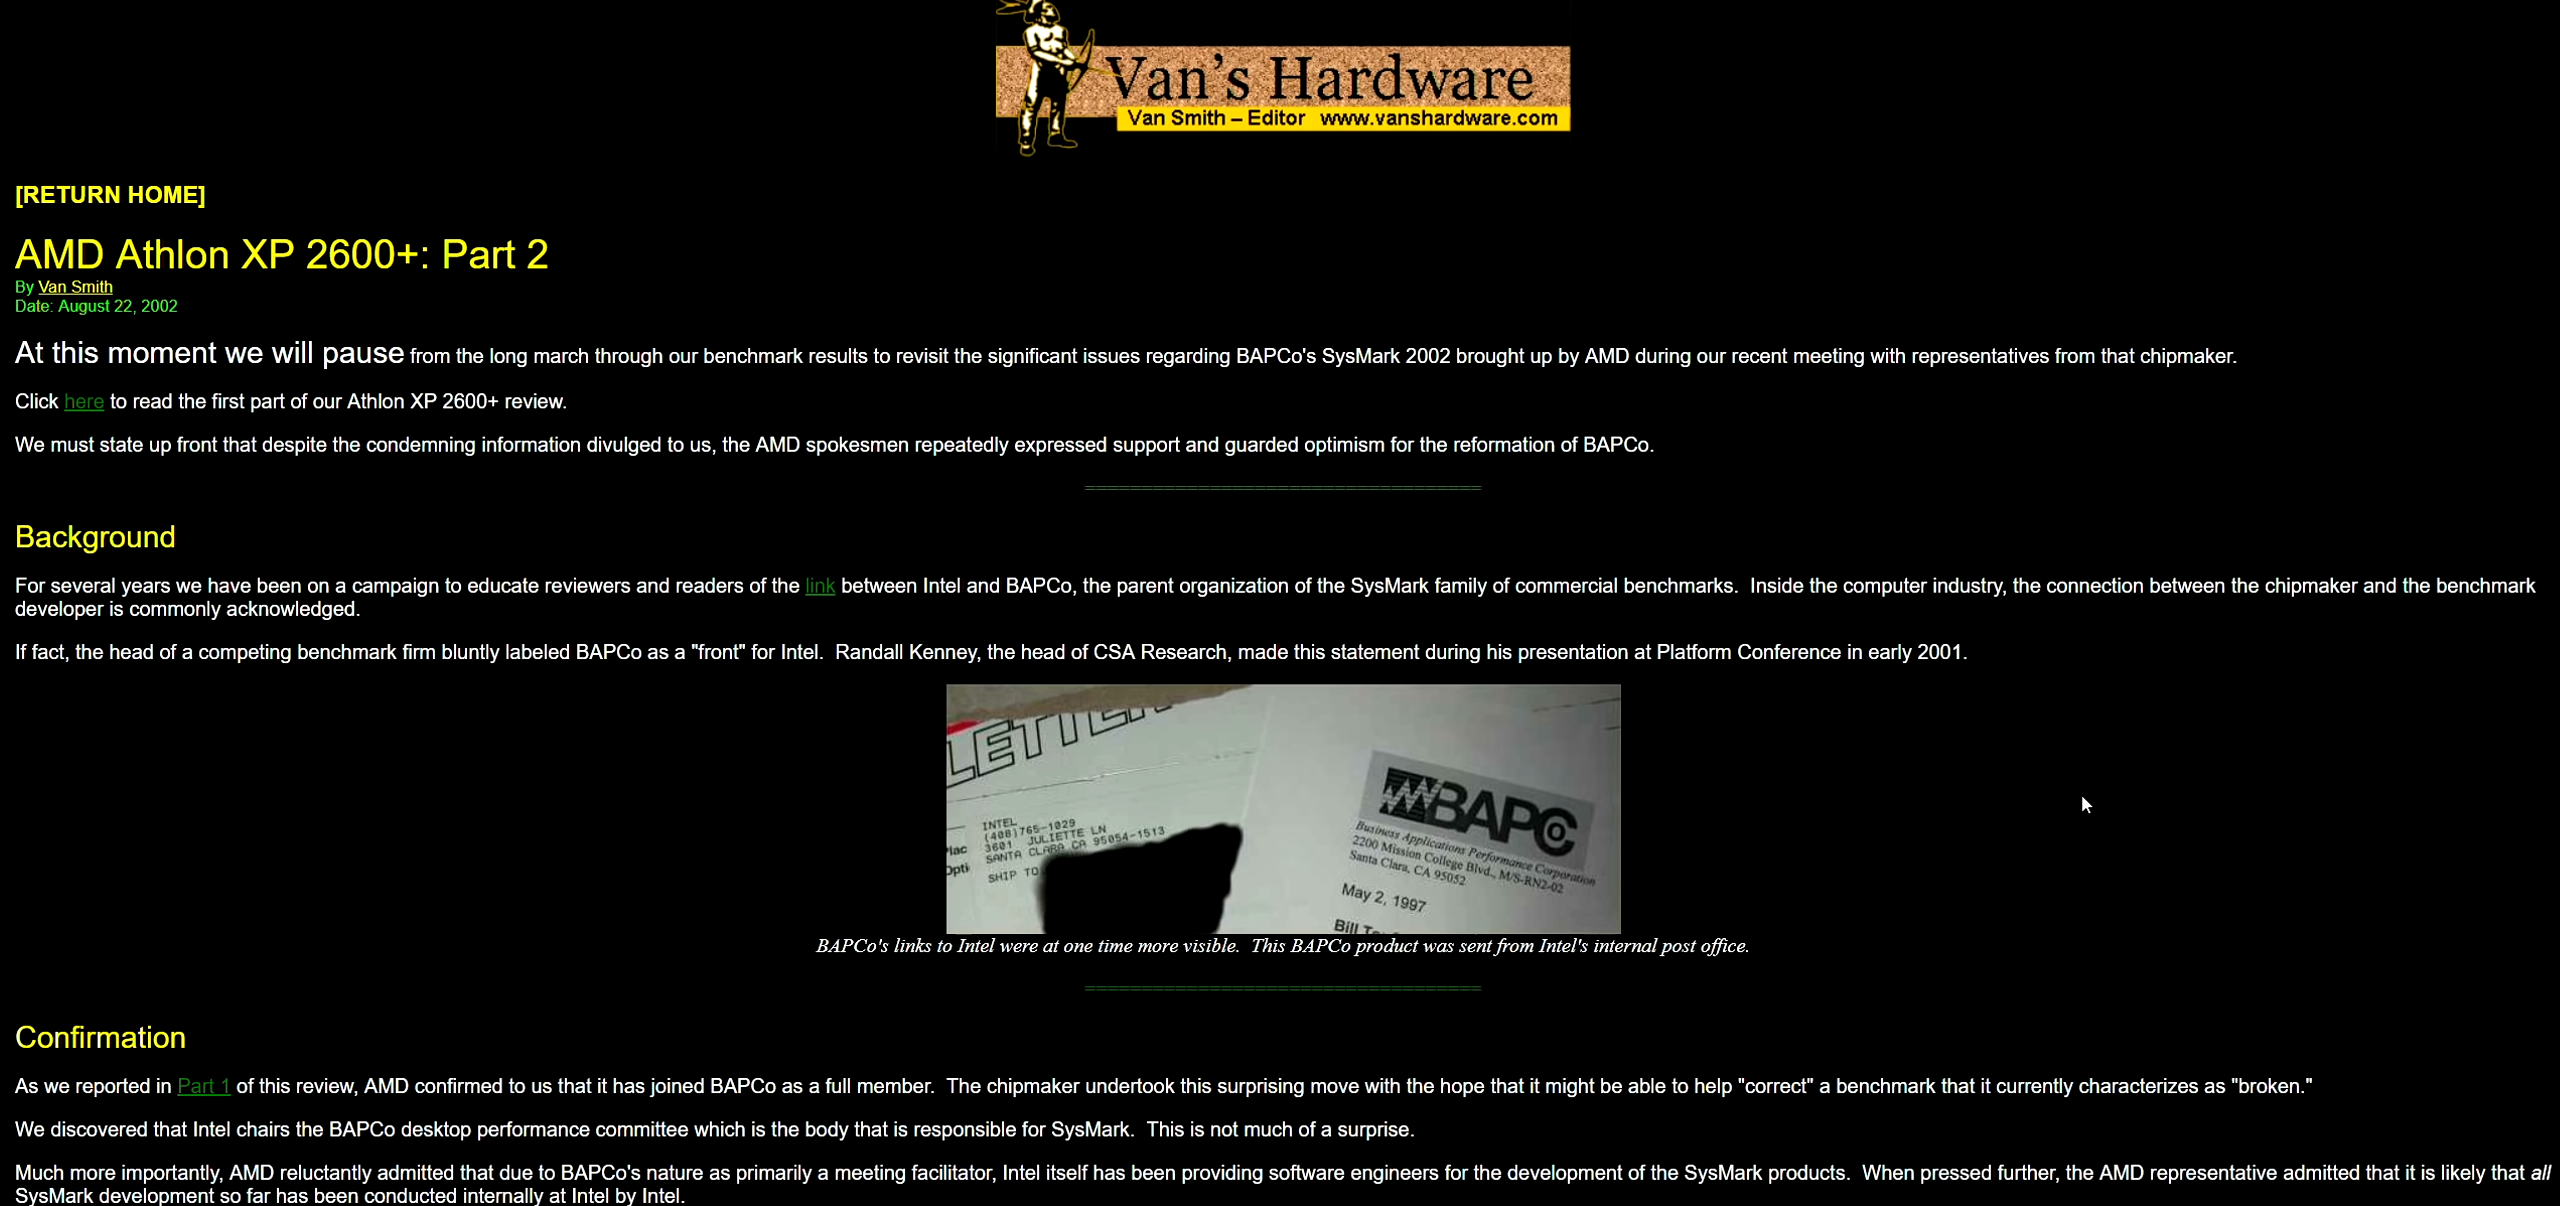 Van's Hardware
Van Smith – Editor www.vanshardware.com
[RETURN HOME]
AMD Athlon XP 2600+: Part 2
By Van Smith
Date: August 22, 2002
At this moment we will pause from the long march through our benchmark results to revisit the significant issues regarding BAPCo's SysMark 2002 brought up by AMD during our recent meeting with representatives from that chipmaker.
Click here to read the first part of our Athlon XP 2600+ review.
We must state up front that despite the condemning information divulged to us, the AMD spokesmen repeatedly expressed support and guarded optimism for the reformation of BAPCo.
Background
For several years we have been on a campaign to educate reviewers and readers of the link between Intel and BAPCo, the parent organization of the SysMark family of commercial benchmarks. Inside the computer industry, the connection between the chipmaker and the benchmark
developer is commonly acknowledged.
If fact, the head of a competing benchmark firm bluntly labeled BAPCo as a "front" for Intel. Randall Kenney, the head of CSA Research, made this statement during his presentation at Platform Conference in early 2001.
LETTER
INTEL
(408)765-1029
3601 JULIETTE LN
SANTA CLARA CA 95054-1513
SHIP TO
BAPCo
Business Applications Performance Corporation
2200 Mission College Blvd., M/S-RN2-02
Santa Clara, CA 95052
May 2, 1997
Bill
BAPCo's links to Intel were at one time more visible. This BAPCo product was sent from Intel's internal post office.
Confirmation
As we reported in Part 1 of this review, AMD confirmed to us that it has joined BAPCo as a full member. The chipmaker undertook this surprising move with the hope that it might be able to help "correct" a benchmark that it currently characterizes as "broken."
We discovered that Intel chairs the BAPCo desktop performance committee which is the body that is responsible for SysMark. This is not much of a surprise.
Much more importantly, AMD reluctantly admitted that due to BAPCo's nature as primarily a meeting facilitator, Intel itself has been providing software engineers for the development of the SysMark products. When pressed further, the AMD representative admitted that it is likely that all
SysMark development so far has been conducted internally at Intel by Intel.